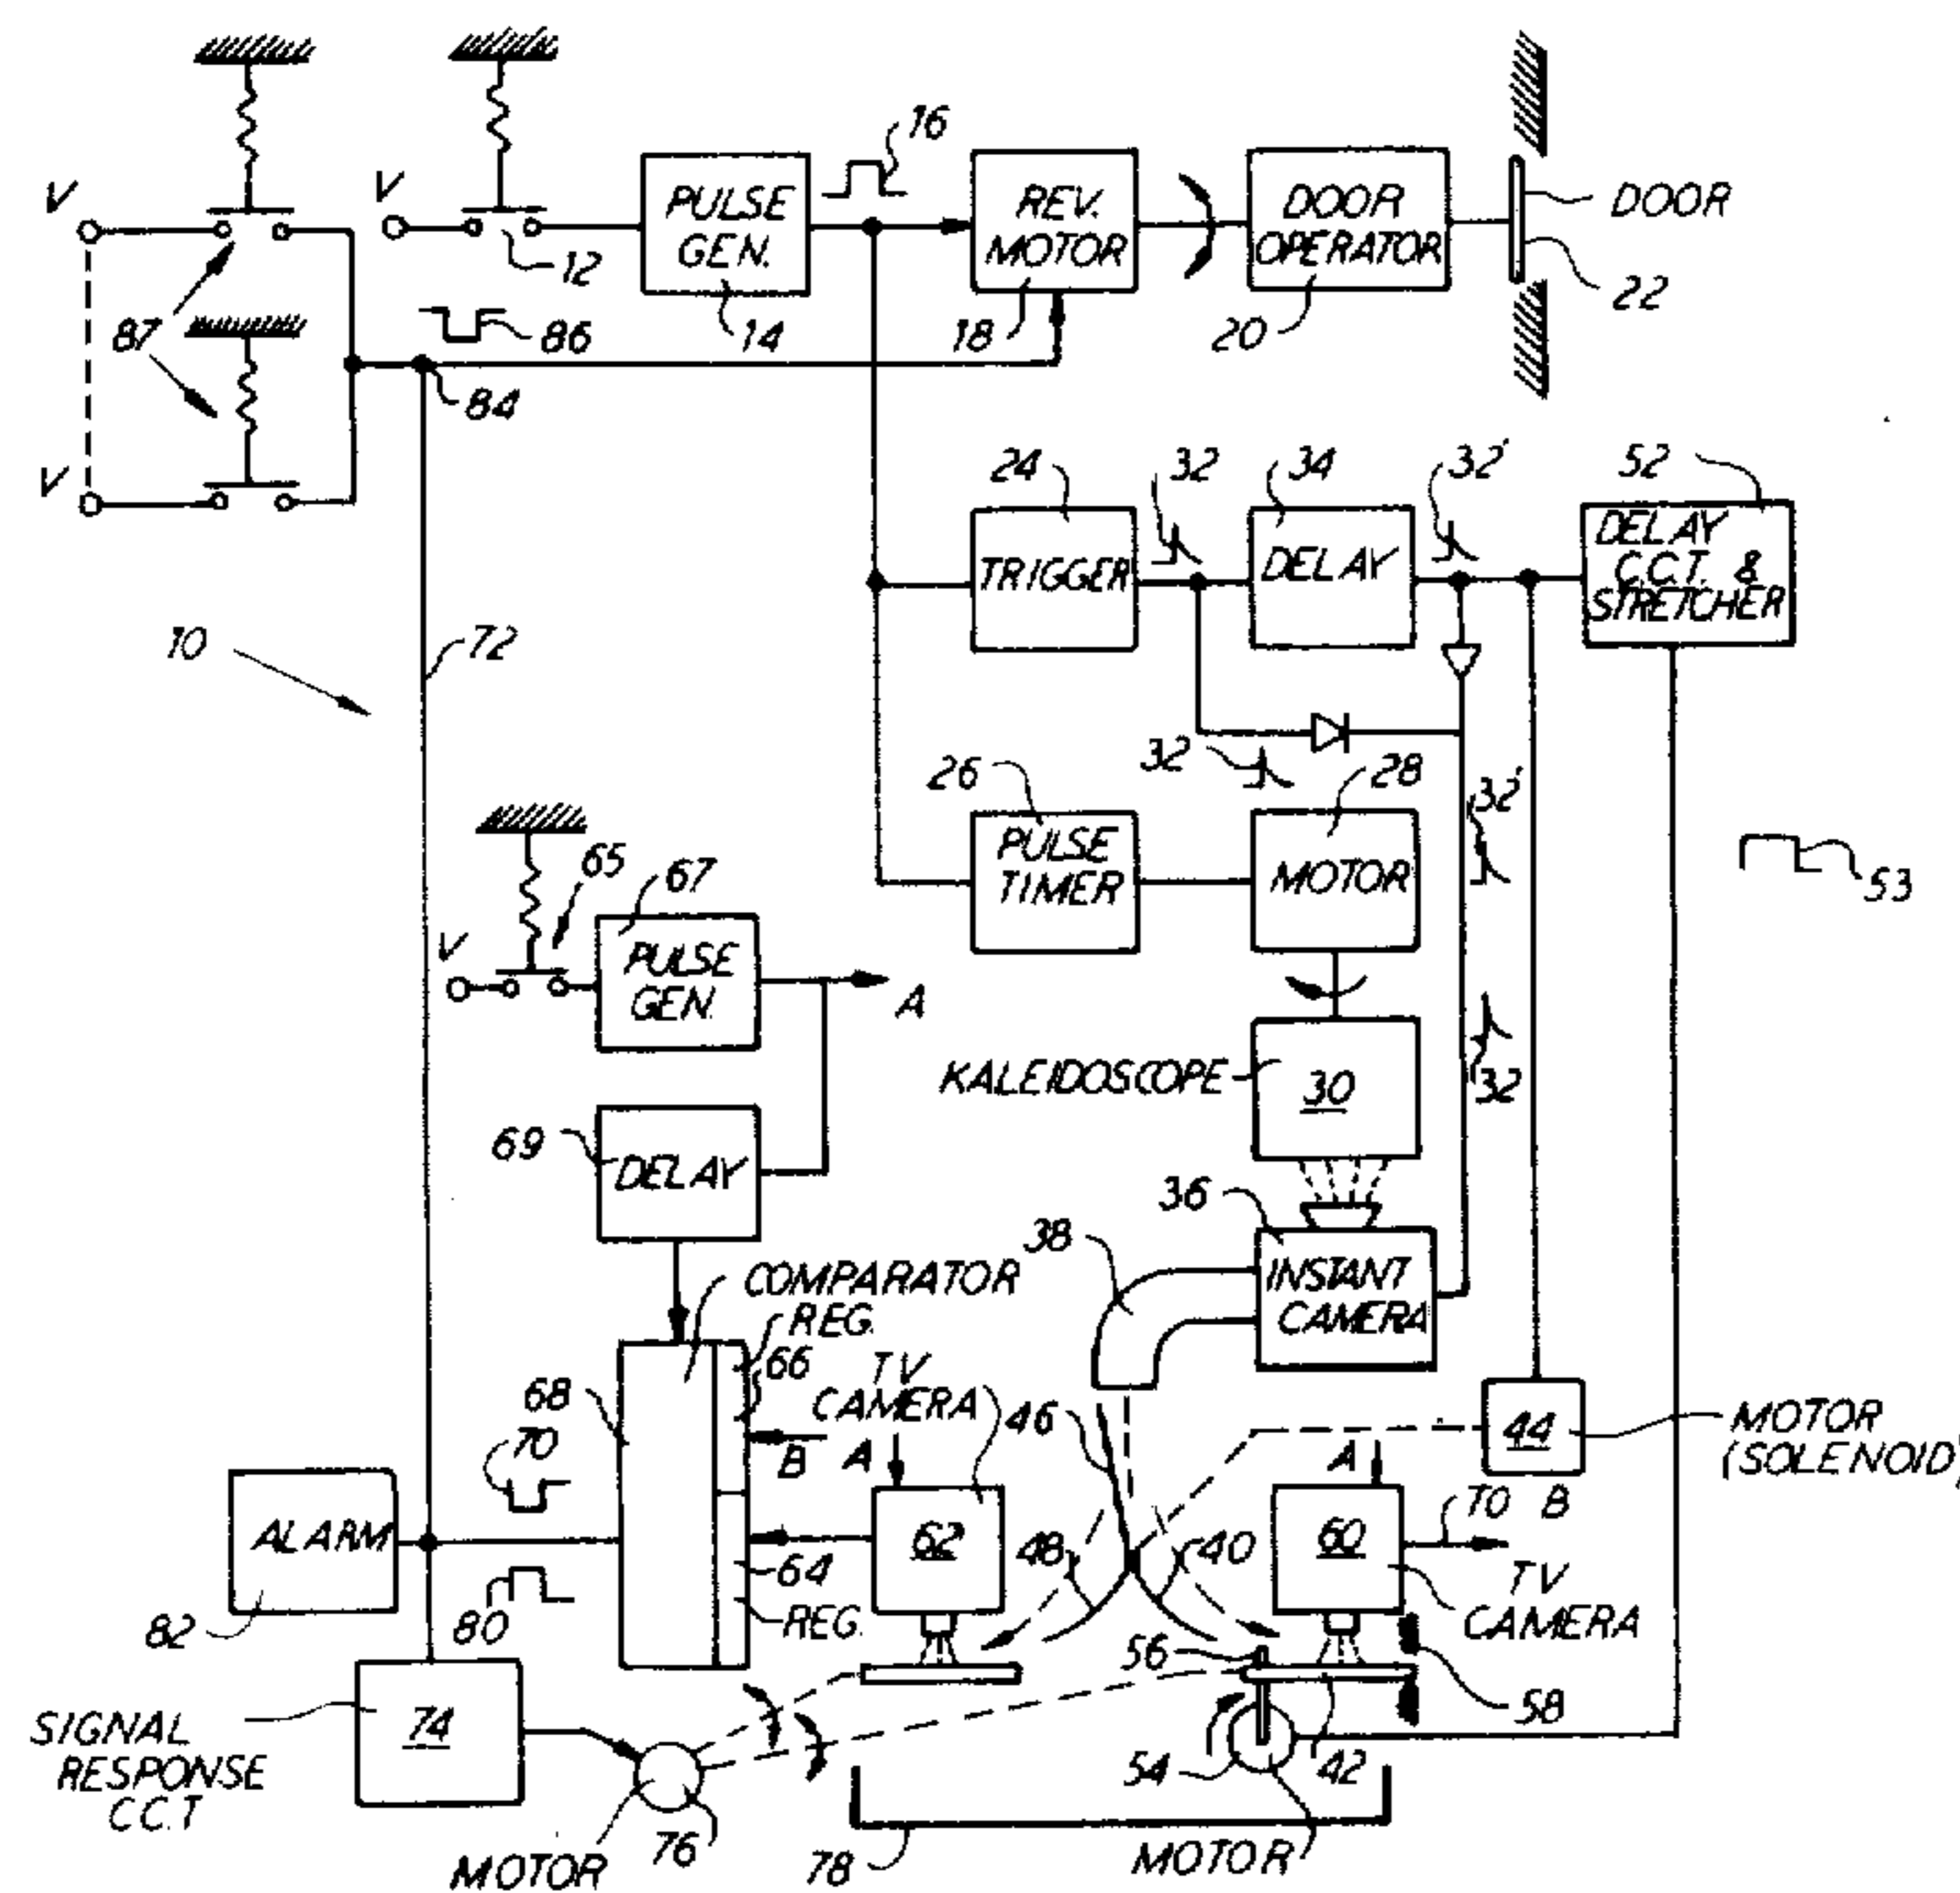 16
V
V
PULSE
GEN.
REV.
MOTOR
DOOR
OPERATOR
DOOR
12
22
87
86
14
18
20
84
V
24
32
34
32'
52
TRIGGER
DELAY
DELAY
C.C.T. &
STRETCHER
10
72
32
26
28
32'
PULSE
TIMER
MOTOR
53
65
67
V
PULSE
GEN.
A
KALEIDOSCOPE
30
32
69
DELAY
36
38
COMPARATOR
REG.
66
INSTANT
CAMERA
TV
CAMERA
68
46
70
B
A
A
44
MOTOR
(SOLENOID)
TO B
ALARM
62
48
40
60
64
REG.
TV
CAMERA
82
80
56
58
SIGNAL
RESPONSE
C.C.T
74
54
42
MOTOR
76
78
MOTOR